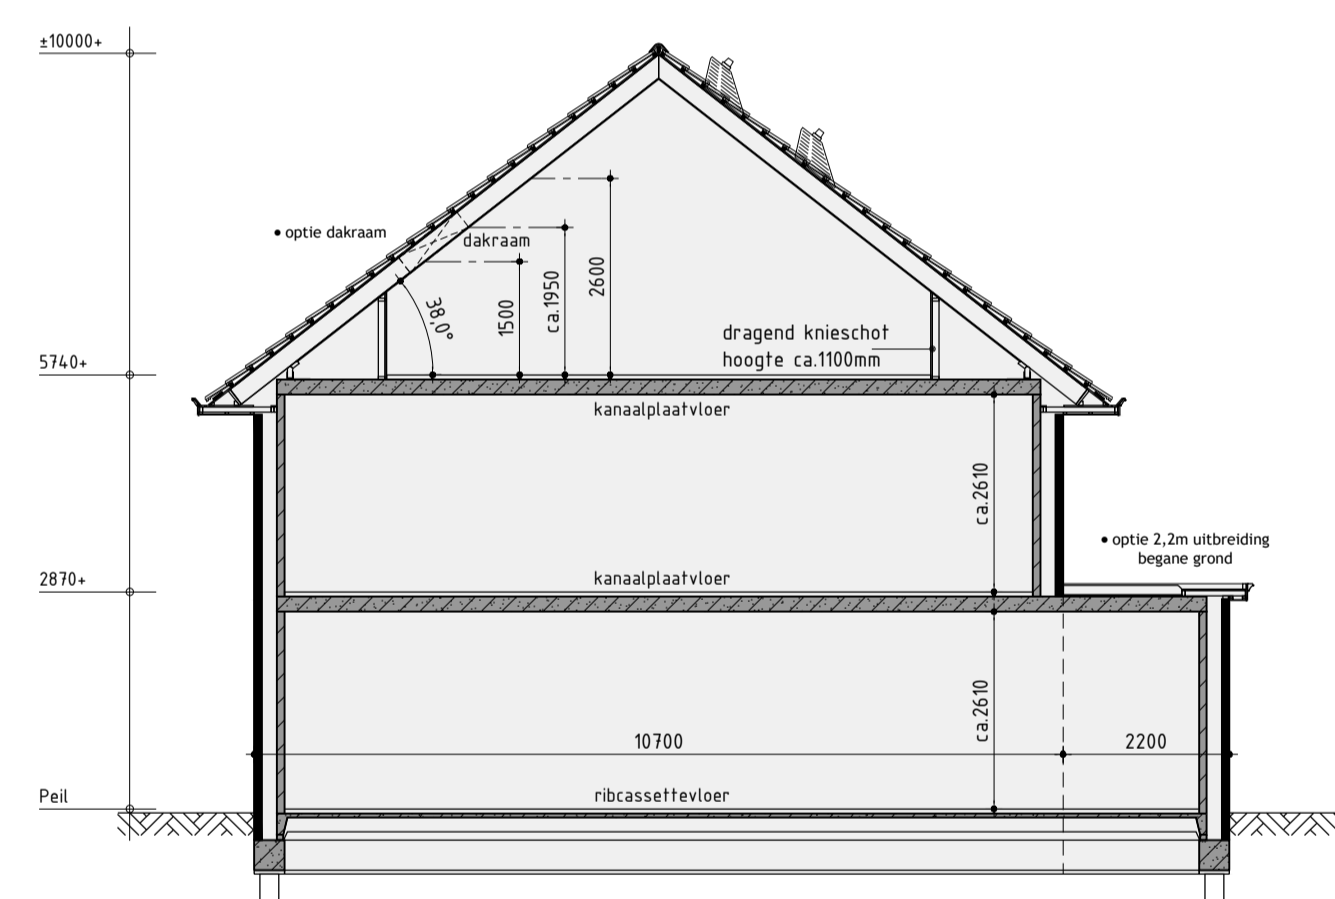 ±10000+
• optie dakraam
dakraam
38,0°
1500
ca.1950
2600
dragend knieschot
hoogte ca.1100mm
5740+
kanaalplaatvloer
ca.2610
• optie 2,2m uitbreiding
begane grond
2870+
kanaalplaatvloer
ca.2610
10700
2200
Peil
ribcassettevloer